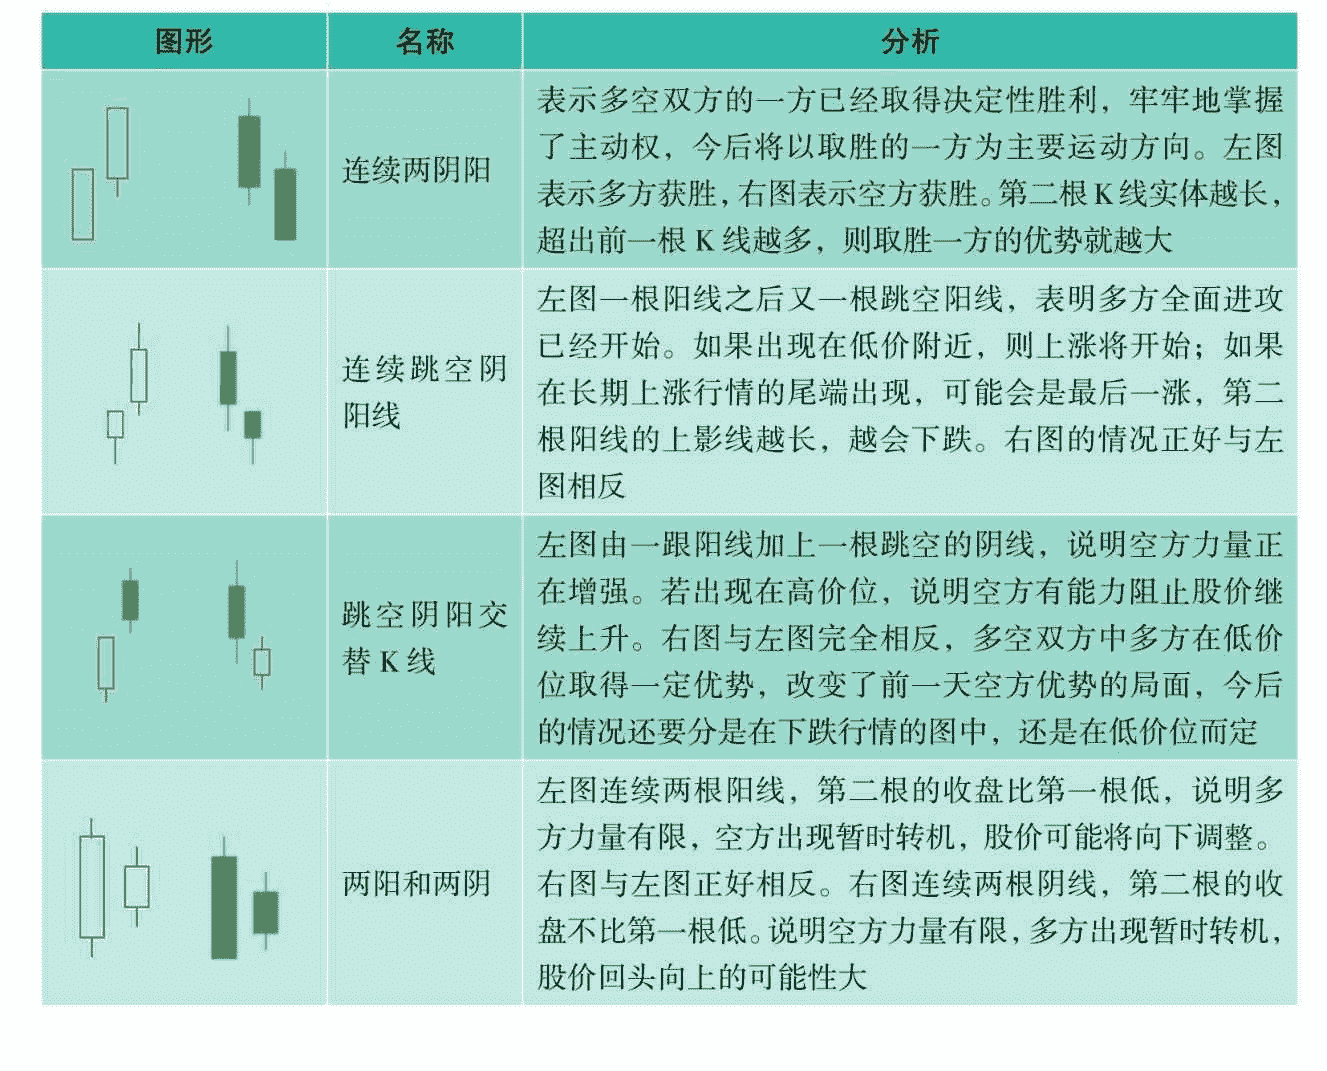 图形 名称 分析
连续两阴阳
表示多空双方的一方已经取得决定性胜利，牢牢地掌握
了主动权，今后将以取胜的一方为主要运动方向。左图
表示多方获胜，右图表示空方获胜。第二根K线实体越长，
超出前一根 K 线越多，则取胜一方的优势就越大
连续跳空阴
阳线
左图一根阳线之后又一根跳空阳线，表明多方全面进攻
已经开始。如果出现在低价附近，则上涨将开始；如果
在长期上涨行情的尾端出现，可能会是最后一涨，第二
根阳线的上影线越长，越会下跌。右图的情况正好与左
图相反
跳空阴阳交
替 K 线
左图由一跟阳线加上一根跳空的阴线，说明空方力量正
在增强。若出现在高价位，说明空方有能力阻止股价继
续上升。右图与左图完全相反，多空双方中多方在低价
位取得一定优势，改变了前一天空方优势的局面，今后
的情况还要分是在下跌行情的图中，还是在低价位而定
两阳和两阴
左图连续两根阳线，第二根的收盘比第一根低，说明多
方力量有限，空方出现暂时转机，股价可能将向下调整。
右图与左图正好相反。右图连续两根阴线，第二根的收
盘不比第一根低。说明空方力量有限，多方出现暂时转机，
股价回头向上的可能性大